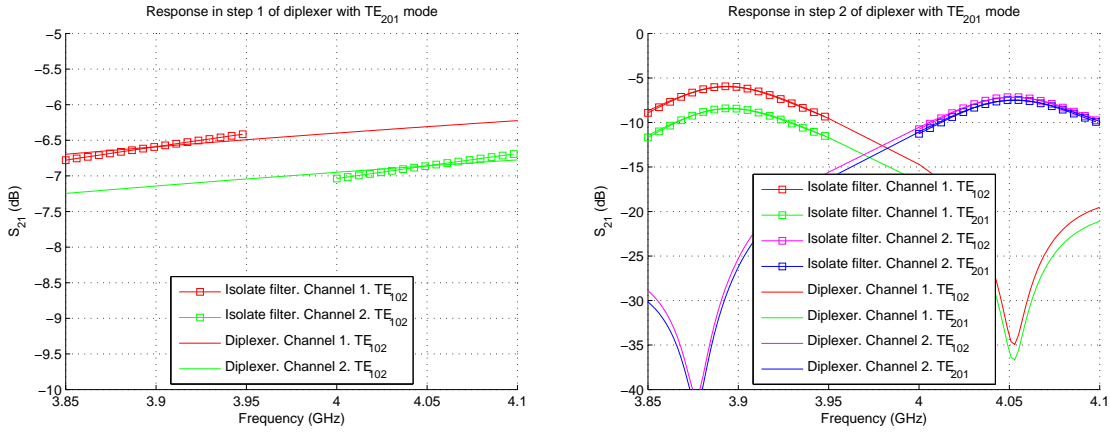 Response in step 1 of diplexer with TE201 mode
S21 (dB)
−5
−5.5
−6
−6.5
−7
−7.5
−8
−8.5
−9
−9.5
−10
Isolate filter. Channel 1. TE102
Isolate filter. Channel 2. TE102
Diplexer. Channel 1. TE102
Diplexer. Channel 2. TE102
3.85 3.9 3.95 4 4.05 4.1
Frequency (GHz)
Response in step 2 of diplexer with TE201 mode
S21 (dB)
0
−5
−10
−15
−20
−25
−30
−35
−40
Isolate filter. Channel 1. TE102
Isolate filter. Channel 1. TE201
Isolate filter. Channel 2. TE102
Isolate filter. Channel 2. TE201
Diplexer. Channel 1. TE102
Diplexer. Channel 1. TE201
Diplexer. Channel 2. TE102
Diplexer. Channel 2. TE201
3.85 3.9 3.95 4 4.05 4.1
Frequency (GHz)